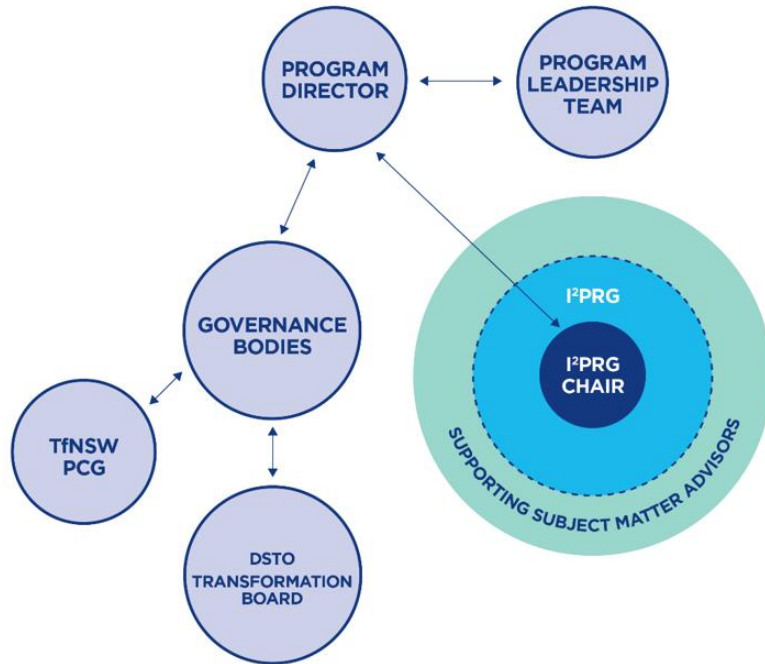 PROGRAM
DIRECTOR
PROGRAM
LEADERSHIP
TEAM
GOVERNANCE
BODIES
I²PRG
I²PRG
CHAIR
SUPPORTING SUBJECT MATTER ADVISORS
TfNSW
PCG
DSTO
TRANSFORMATION
BOARD